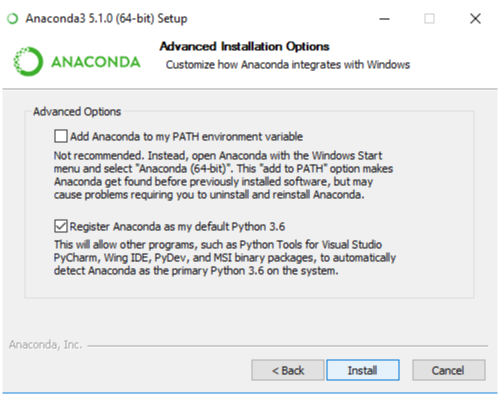 Anaconda3 5.1.0 (64-bit) Setup
Advanced Installation Options
ANACONDA
Customize how Anaconda integrates with Windows
Advanced Options
Add Anaconda to my PATH environment variable
Not recommended. Instead, open Anaconda with the Windows Start
menu and select "Anaconda (64-bit)". This "add to PATH" option makes
Anaconda get found before previously installed software, but may
cause problems requiring you to uninstall and reinstall Anaconda.
Register Anaconda as my default Python 3.6
This will allow other programs, such as Python Tools for Visual Studio
PyCharm, Wing IDE, PyDev, and MSI binary packages, to automatically
detect Anaconda as the primary Python 3.6 on the system.
Anaconda, Inc.
< Back Install Cancel